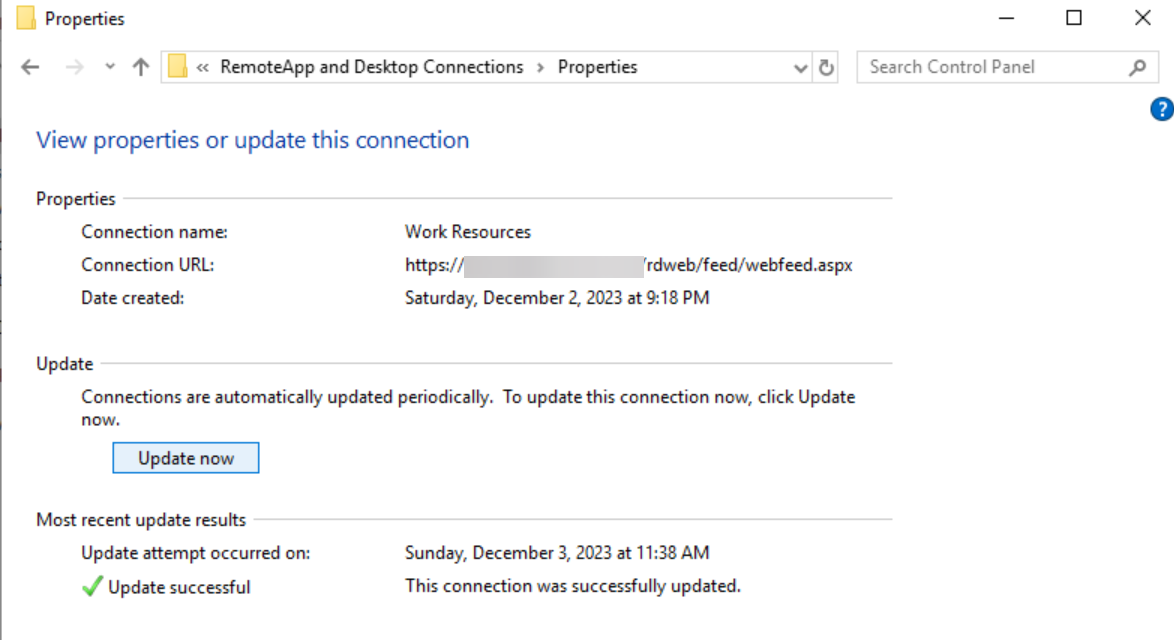 Properties
« RemoteApp and Desktop Connections › Properties
Search Control Panel
?
View properties or update this connection
Properties
Connection name: Work Resources
Connection URL: https:// /rdweb/feed/webfeed.aspx
Date created: Saturday, December 2, 2023 at 9:18 PM
Update
Connections are automatically updated periodically. To update this connection now, click Update
now.
Update now
Most recent update results
Update attempt occurred on: Sunday, December 3, 2023 at 11:38 AM
Update successful This connection was successfully updated.